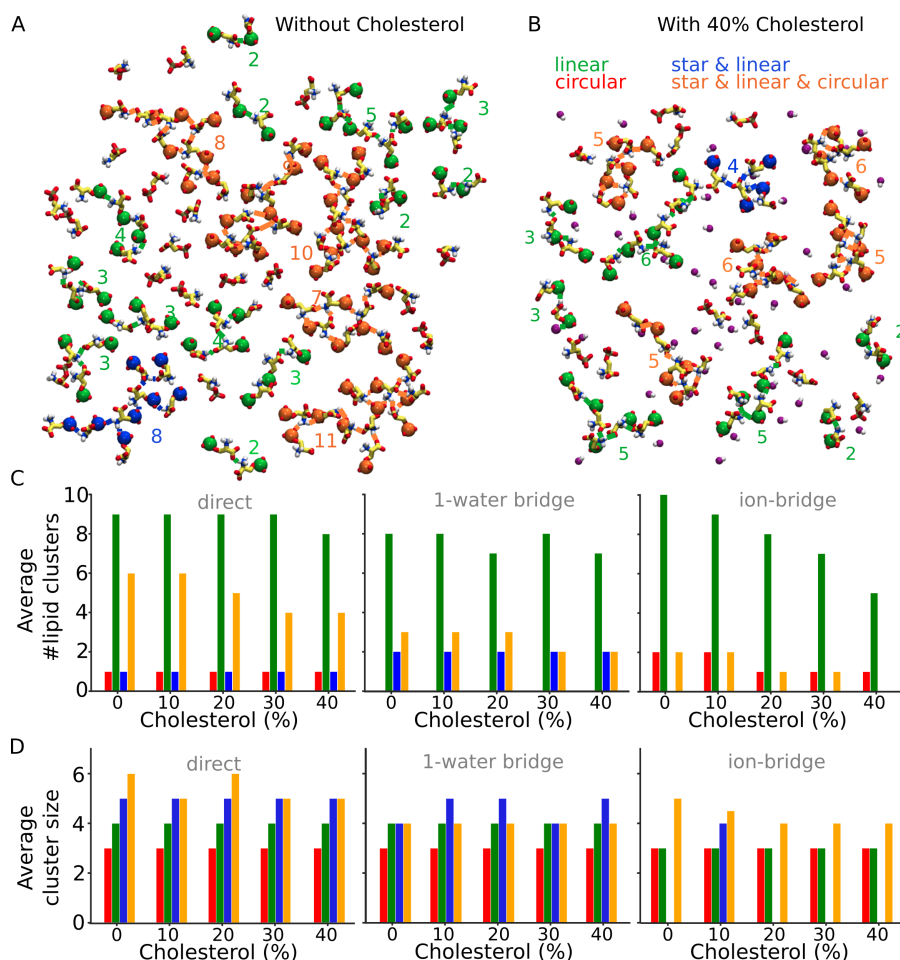 A
Without Cholesterol
2
2
5
3
8
9
2
2
4
10
3
7
3
4
3
3
8
11
2
B
With 40% Cholesterol
linear
star & linear
circular
star & linear & circular
5
4
6
3
6
6
5
3
2
5
5
5
2
C
Average
#lipid clusters
10
8
6
4
2
0
direct
0 10 20 30 40
Cholesterol (%)
1-water bridge
0 10 20 30 40
Cholesterol (%)
ion-bridge
0 10 20 30 40
Cholesterol (%)
D
Average
cluster size
6
4
2
0
direct
0 10 20 30 40
Cholesterol (%)
1-water bridge
0 10 20 30 40
Cholesterol (%)
ion-bridge
0 10 20 30 40
Cholesterol (%)